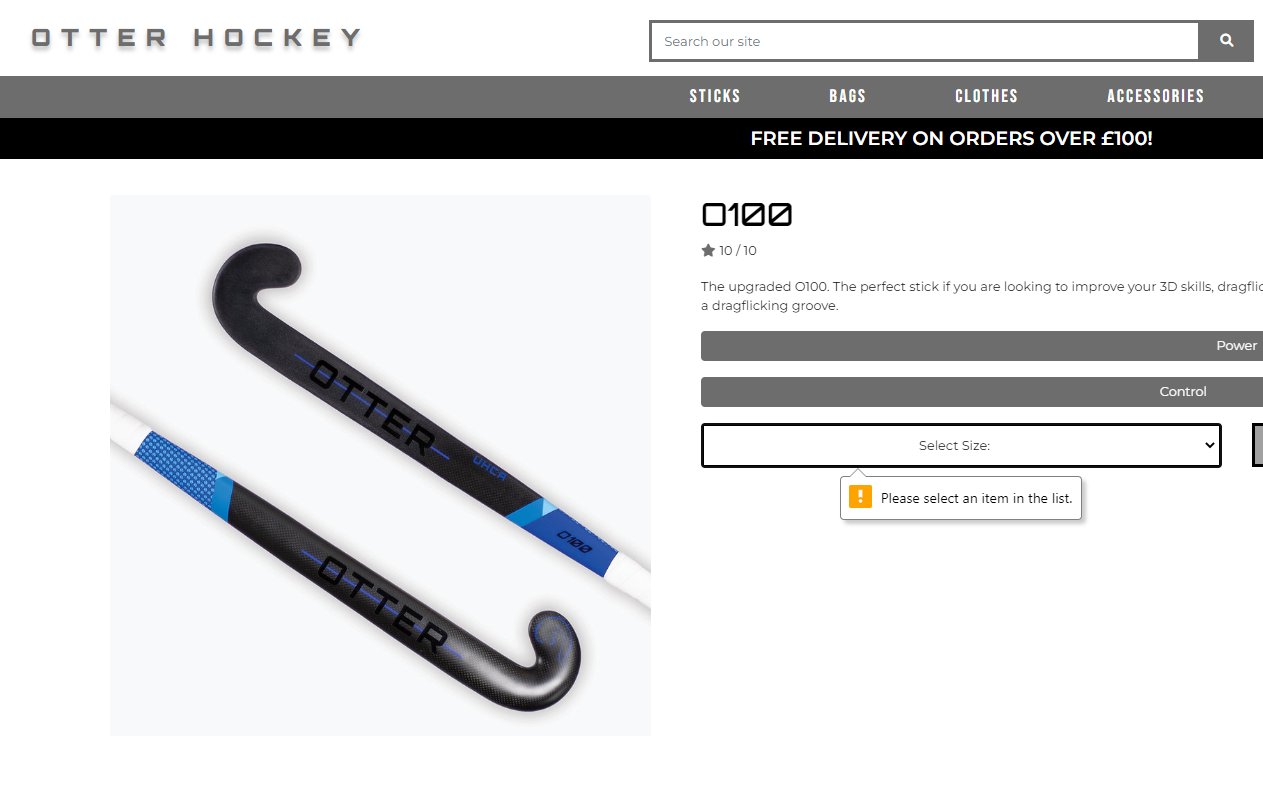 OTTER HOCKEY
Search our site
STICKS BAGS CLOTHES ACCESSORIES
FREE DELIVERY ON ORDERS OVER £100!
O100
10 / 10
The upgraded O100. The perfect stick if you are looking to improve your 3D skills,
a dragflicking groove.
Power
Control
Select Size:
Please select an item in the list.
OTTER
UHCR
O100
OTTER